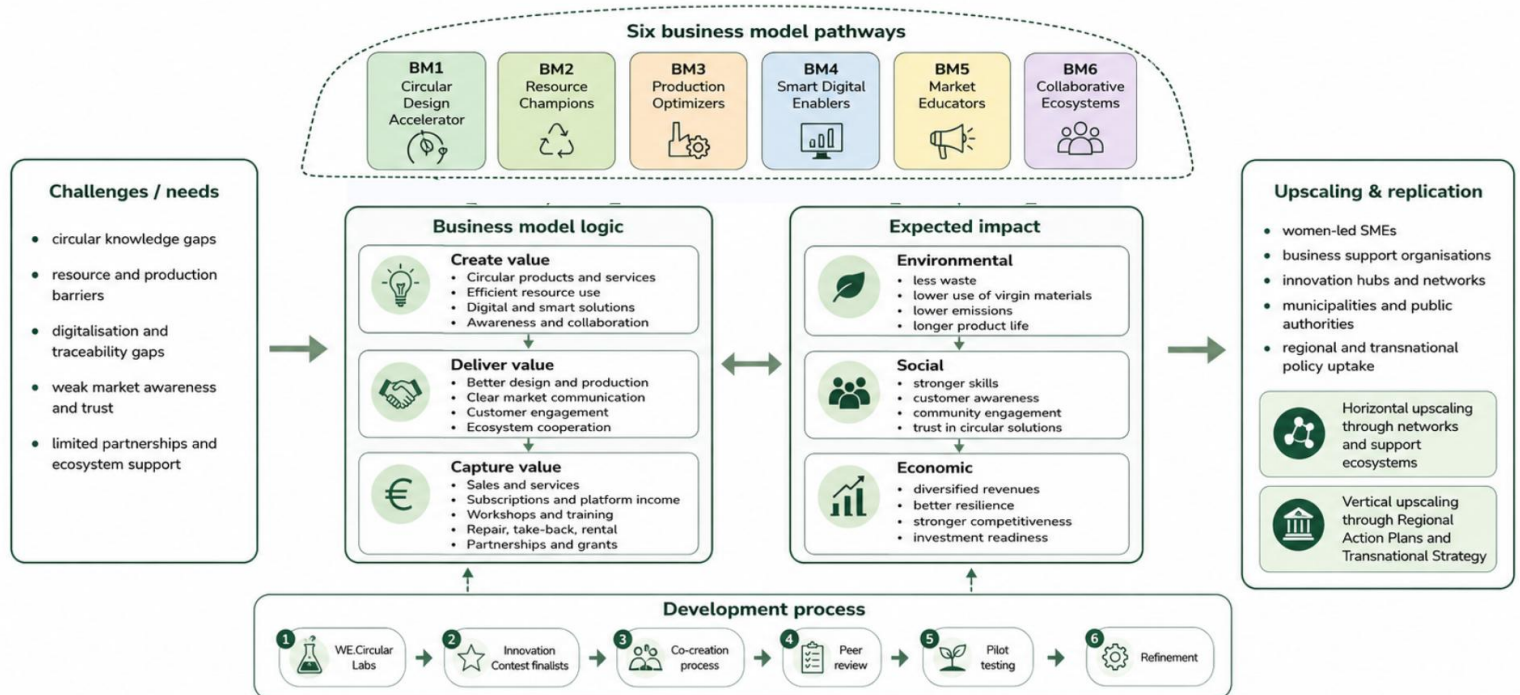 Six business model pathways
BM1
Circular
Design
Accelerator
BM2
Resource
Champions
BM3
Production
Optimizers
BM4
Smart Digital
Enablers
BM5
Market
Educators
BM6
Collaborative
Ecosystems
Challenges / needs
• circular knowledge gaps
• resource and production
barriers
• digitalisation and
traceability gaps
• weak market awareness
and trust
• limited partnerships and
ecosystem support
Business model logic
Create value
• Circular products and services
• Efficient resource use
• Digital and smart solutions
• Awareness and collaboration
Deliver value
• Better design and production
• Clear market communication
• Customer engagement
• Ecosystem cooperation
€
Capture value
• Sales and services
• Subscriptions and platform income
• Workshops and training
• Repair, take-back, rental
• Partnerships and grants
Expected impact
Environmental
• less waste
• lower use of virgin materials
• lower emissions
• longer product life
Social
• stronger skills
• customer awareness
• community engagement
• trust in circular solutions
Economic
• diversified revenues
• better resilience
• stronger competitiveness
• investment readiness
Upscaling & replication
• women-led SMEs
• business support organisations
• innovation hubs and networks
• municipalities and public
authorities
• regional and transnational
policy uptake
Horizontal upscaling
through networks
and support
ecosystems
Vertical upscaling
through Regional
Action Plans and
Transnational Strategy
Development process
1
WE.Circular
Labs
2
Innovation
Contest finalists
3
Co-creation
process
4
Peer
review
5
Pilot
testing
6
Refinement